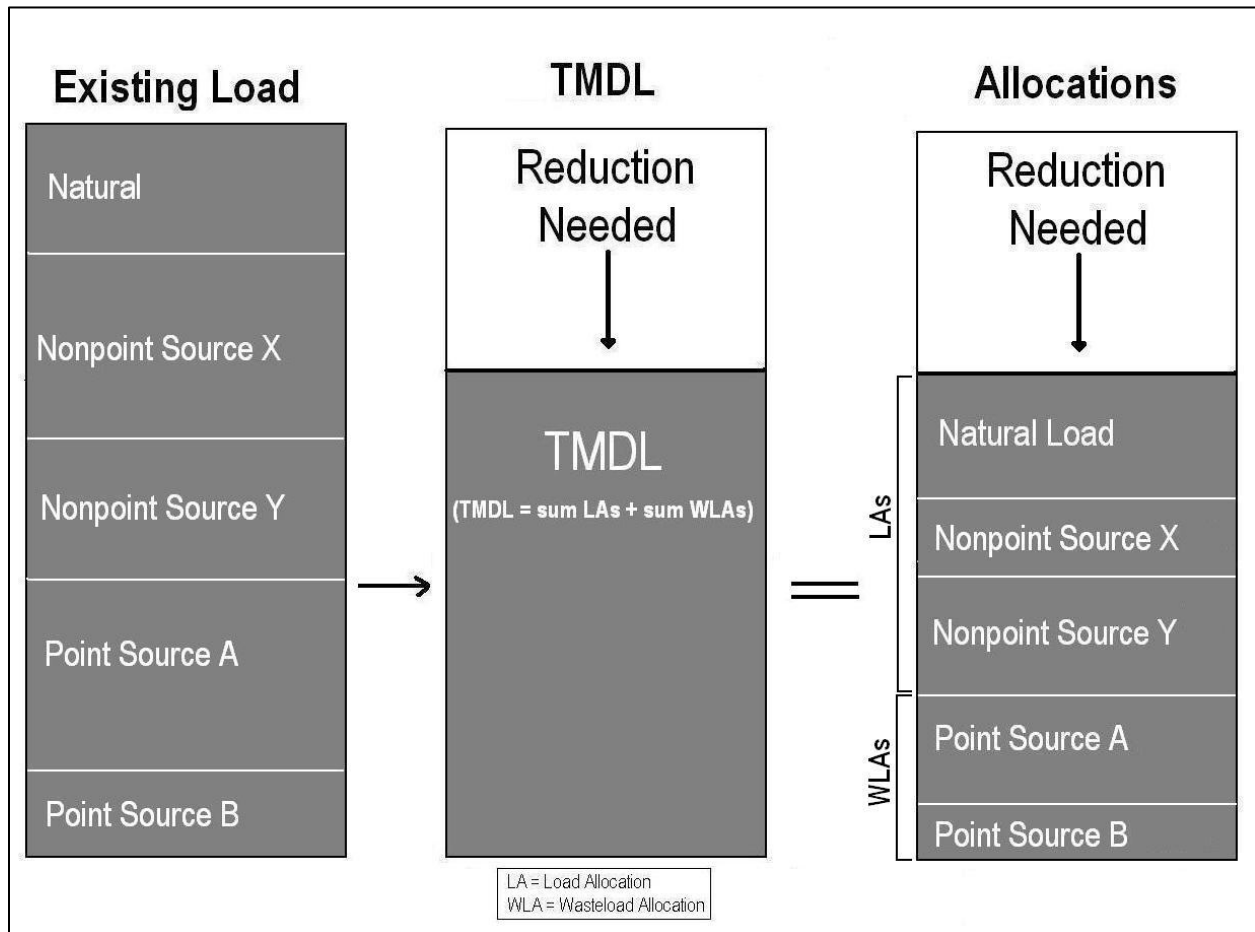 Existing Load
Natural
Nonpoint Source X
Nonpoint Source Y
Point Source A
Point Source B
TMDL
Reduction
Needed
TMDL
(TMDL = sum LAs + sum WLAs)
Allocations
Reduction
Needed
LAs
Natural Load
Nonpoint Source X
Nonpoint Source Y
WLAs
Point Source A
Point Source B
LA = Load Allocation
WLA = Wasteload Allocation